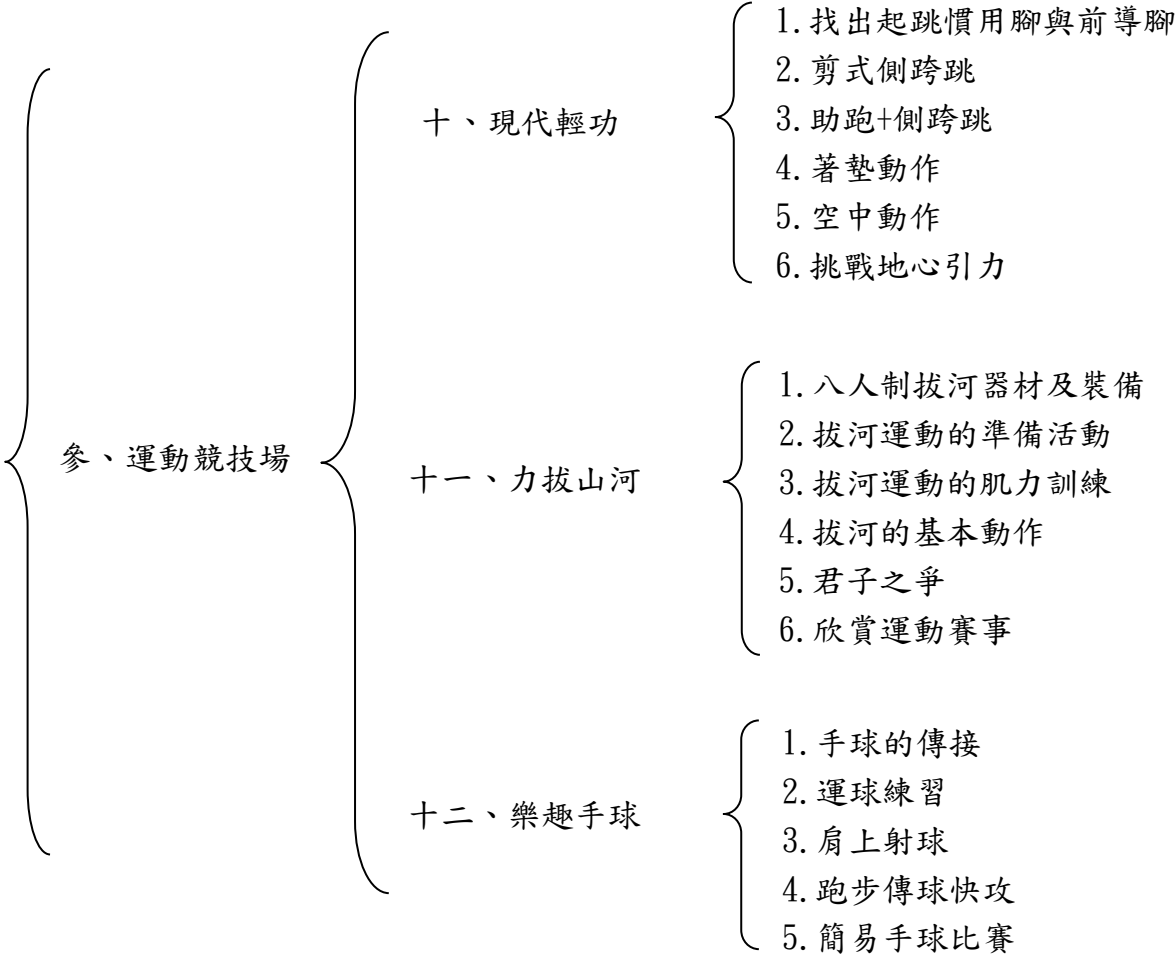 參、運動競技場
十、現代輕功
1.找出起跳慣用腳與前導腳
2.剪式側跨跳
3.助跑+側跨跳
4.著墊動作
5.空中動作
6.挑戰地心引力
十一、力拔山河
1.八人制拔河器材及裝備
2.拔河運動的準備活動
3.拔河運動的肌力訓練
4.拔河的基本動作
5.君子之爭
6.欣賞運動賽事
十二、樂趣手球
1.手球的傳接
2.運球練習
3.肩上射球
4.跑步傳球快攻
5.簡易手球比賽